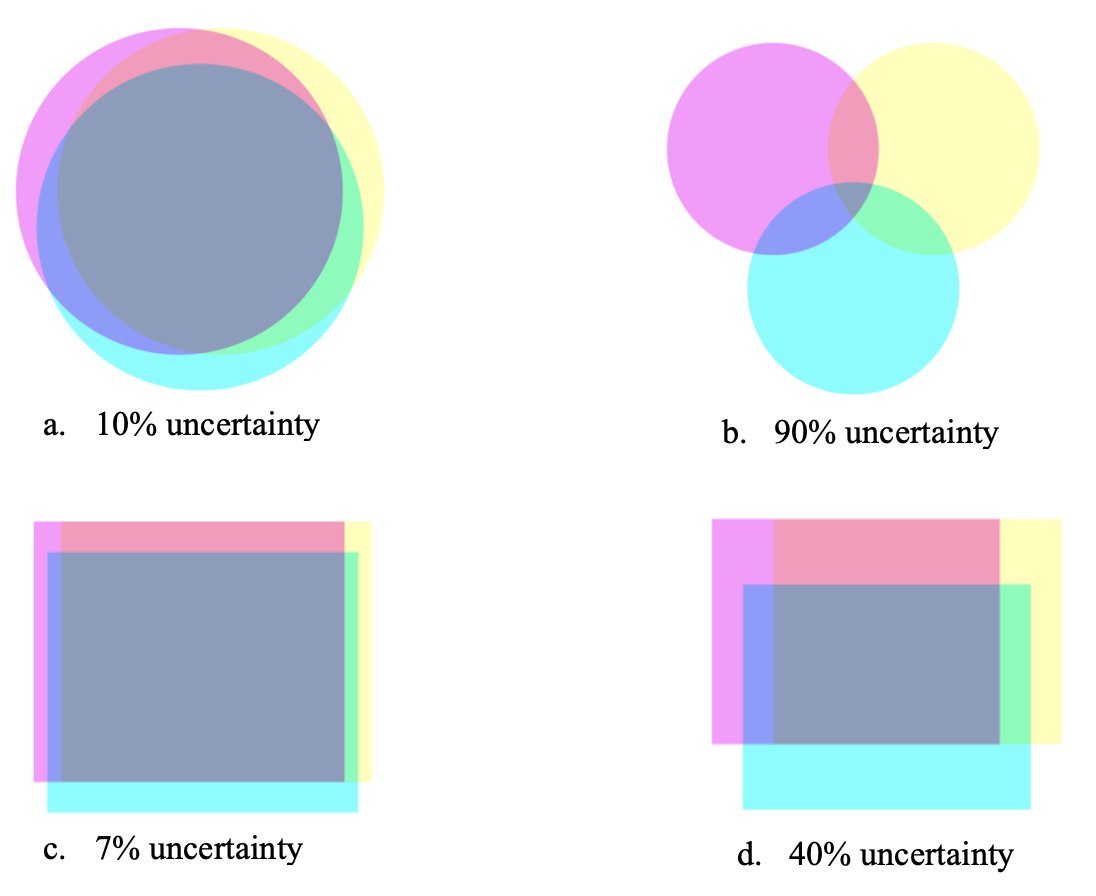 a. 10% uncertainty
b. 90% uncertainty
c. 7% uncertainty
d. 40% uncertainty